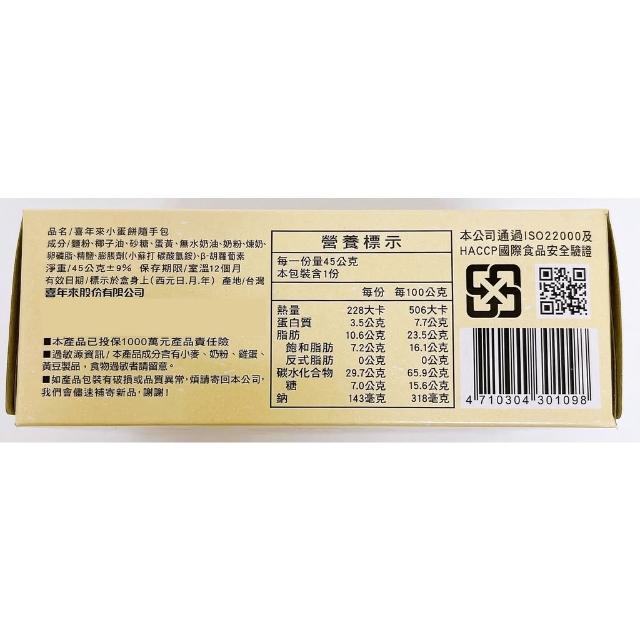 品名/喜年來小蛋餅隨手包
成分/麵粉、椰子油、砂糖、蛋黃、無水奶油、奶粉、煉奶、
卵磷脂、精鹽、膨脹劑(小蘇打 碳酸氫銨)、β-胡蘿蔔素
淨重/45公克±9% 保存期限/室溫12個月
有效日期/標示於盒身上(西元日.月.年) 產地/台灣
喜年來股份有限公司
■本產品已投保1000萬元產品責任險
■過敏源資訊/本產品成分含有小麥、奶粉、雞蛋、
黃豆製品，食物過敏者請留意。
■如產品包裝有破損或品質異常，煩請寄回本公司，
我們會儘速補寄新品，謝謝!
營養標示
每一份量45公克
本包裝含1份
每份 每100公克
熱量 228大卡 506大卡
蛋白質 3.5公克 7.7公克
脂肪 10.6公克 23.5公克
飽和脂肪 7.2公克 16.1公克
反式脂肪 0公克 0公克
碳水化合物 29.7公克 65.9公克
糖 7.0公克 15.6公克
鈉 143毫克 318毫克
本公司通過ISO22000及
HACCP國際食品安全驗證
4 710304 301098